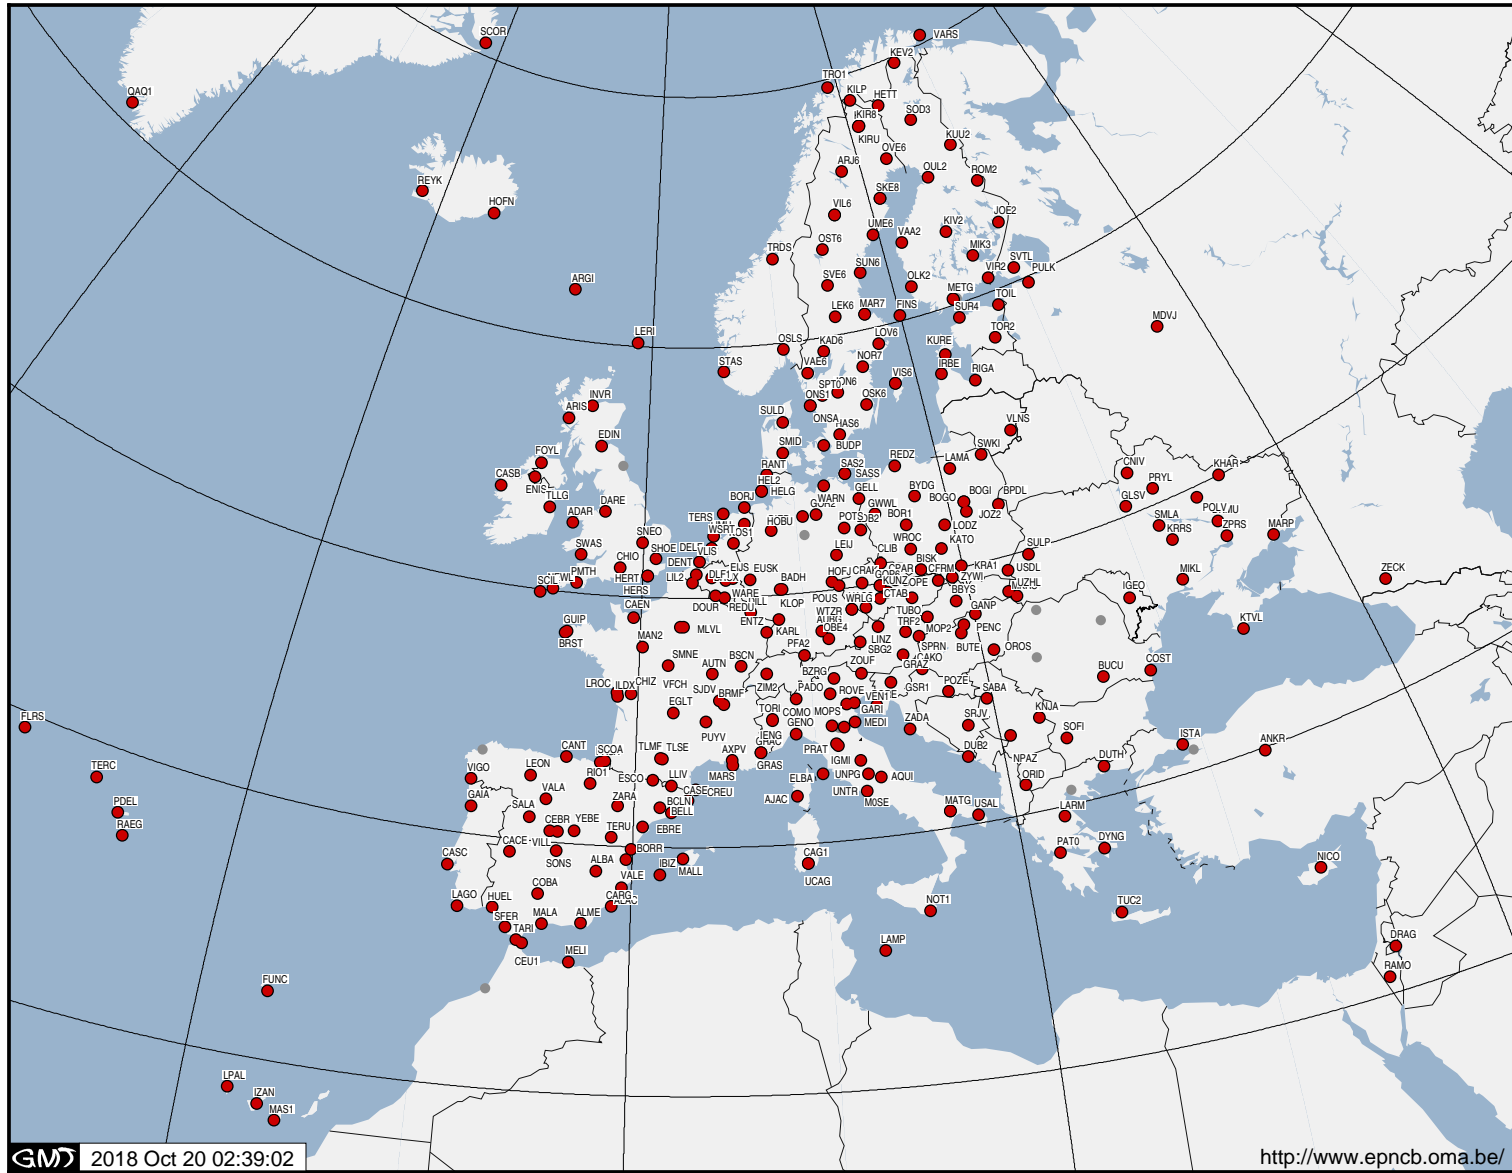 SCOR
VARS
KEV2
TRO1
QAQ1
KILP
HETT
SOD3
KIR8
KIRU
KUU2
OVE6
ARJ6
OUL2
ROM2
REYK
SKE8
HOFN
VIL6
JOE2
UME6
KIV2
VAA2
TRDS
OST6
MIK3
SVTL
SUN6
VIR2
PULK
ARGI
SVE6
OLK2
METG
TOIL
LEK6
MAR7
FINS
SUR4
MDVJ
LERI
OSLS
KAD6
LOV6
KURE
TOR2
STAS
VAE6
NOR7
IRBE
RIGA
SPT0
VIS6
INVR
ONS1
OSK6
ARIS
SULD
ONSA
HAS6
VLNS
EDIN
SMID
BUDP
FOYL
SWKI
REDZ
LAMA
CASB
RANT
SAS2
SASS
CNIV
KHAR
ENIS
HEL2
PRYL
TLLG
DARE
BORJ
HELG
WARN
GELL
BYDG
BOGI
BPDL
BOGO
GLSV
POLV
ADAR
TERS
GWWL
JOZ2
SMLA
ZPRS
HOBU
POTS
BOR1
LODZ
KRRS
MARP
SNEO
WSRT
SWAS
SHOE
VLIS
WROC
KATO
CHIO
DENT
LEIJ
CLIB
BISK
SULP
PMTH
HERT
LIL2
DLF1
EUSK
HOFJ
CFRM
KRA1
USDL
MIKL
ZECK
SCIL
HERS
BADH
KUNZ
ZYWI
CAEN
DOUR
WARE
REDU
KLOP
POUS
CTAB
BBYS
IGEO
GUIP
ENTZ
WTZR
TUBO
GANP
KTVL
BRST
MAN2
MLVL
KARL
OBE4
TRF2
MOP2
PENC
PFA2
LINZ
SPRN
BUTE
OROS
SMNE
AUTN
BSCN
SBG2
CAKO
ZOUF
GRAZ
BUCU
COST
LROC
ILDX
CHIZ
VFCH
SJDV
BRMF
ZIM2
BZRG
GSR1
POZE
SABA
EGLT
PADO
ROVE
VEN1
FLRS
TORI
COMO
MOPS
GARI
KNJA
PUYV
IENG
GENO
MEDI
ZADA
SRJV
SOFI
ISTA
CANT
SCOA
TLMF
TLSE
AXPV
GRAS
PRAT
DUB2
NPAZ
ANKR
TERC
VIGO
LEON
RIO1
ESCO
LLIV
MARS
IGMI
UNPG
AQUI
ORID
DUTH
PDEL
GAIA
VALA
ZARA
CREU
ELBA
UNTR
RAEG
SALA
BCLN
BELL
AJAC
MOSE
MATG
USAL
LARM
CEBR
YEBE
TERU
EBRE
CASC
CACE
VILL
SONS
BORR
CAG1
PAT0
DYNG
NICO
ALBA
IBIZ
MALL
UCAG
LAGO
HUEL
COBA
VALE
CARG
SFER
MALA
ALME
NOT1
TUC2
TARI
CEU1
MELI
LAMP
DRAG
FUNC
RAMO
LPAL
IZAN
MAS1
GMT
2018 Oct 20 02:39:02
http://www.epncb.oma.be/